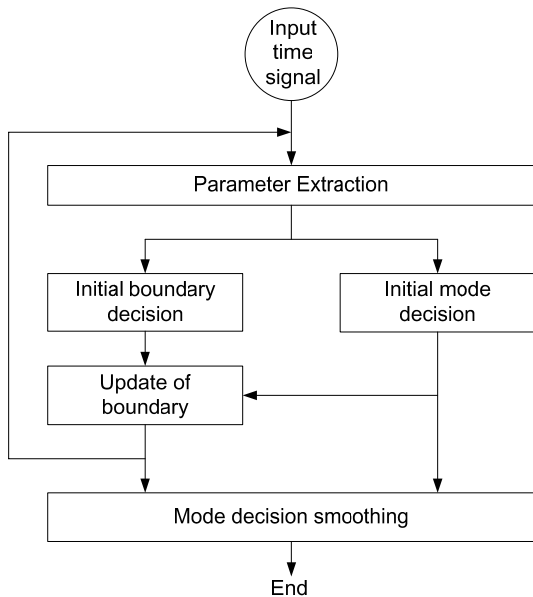 Input
time
signal
Parameter Extraction
Initial boundary
decision
Initial mode
decision
Update of
boundary
Mode decision smoothing
End